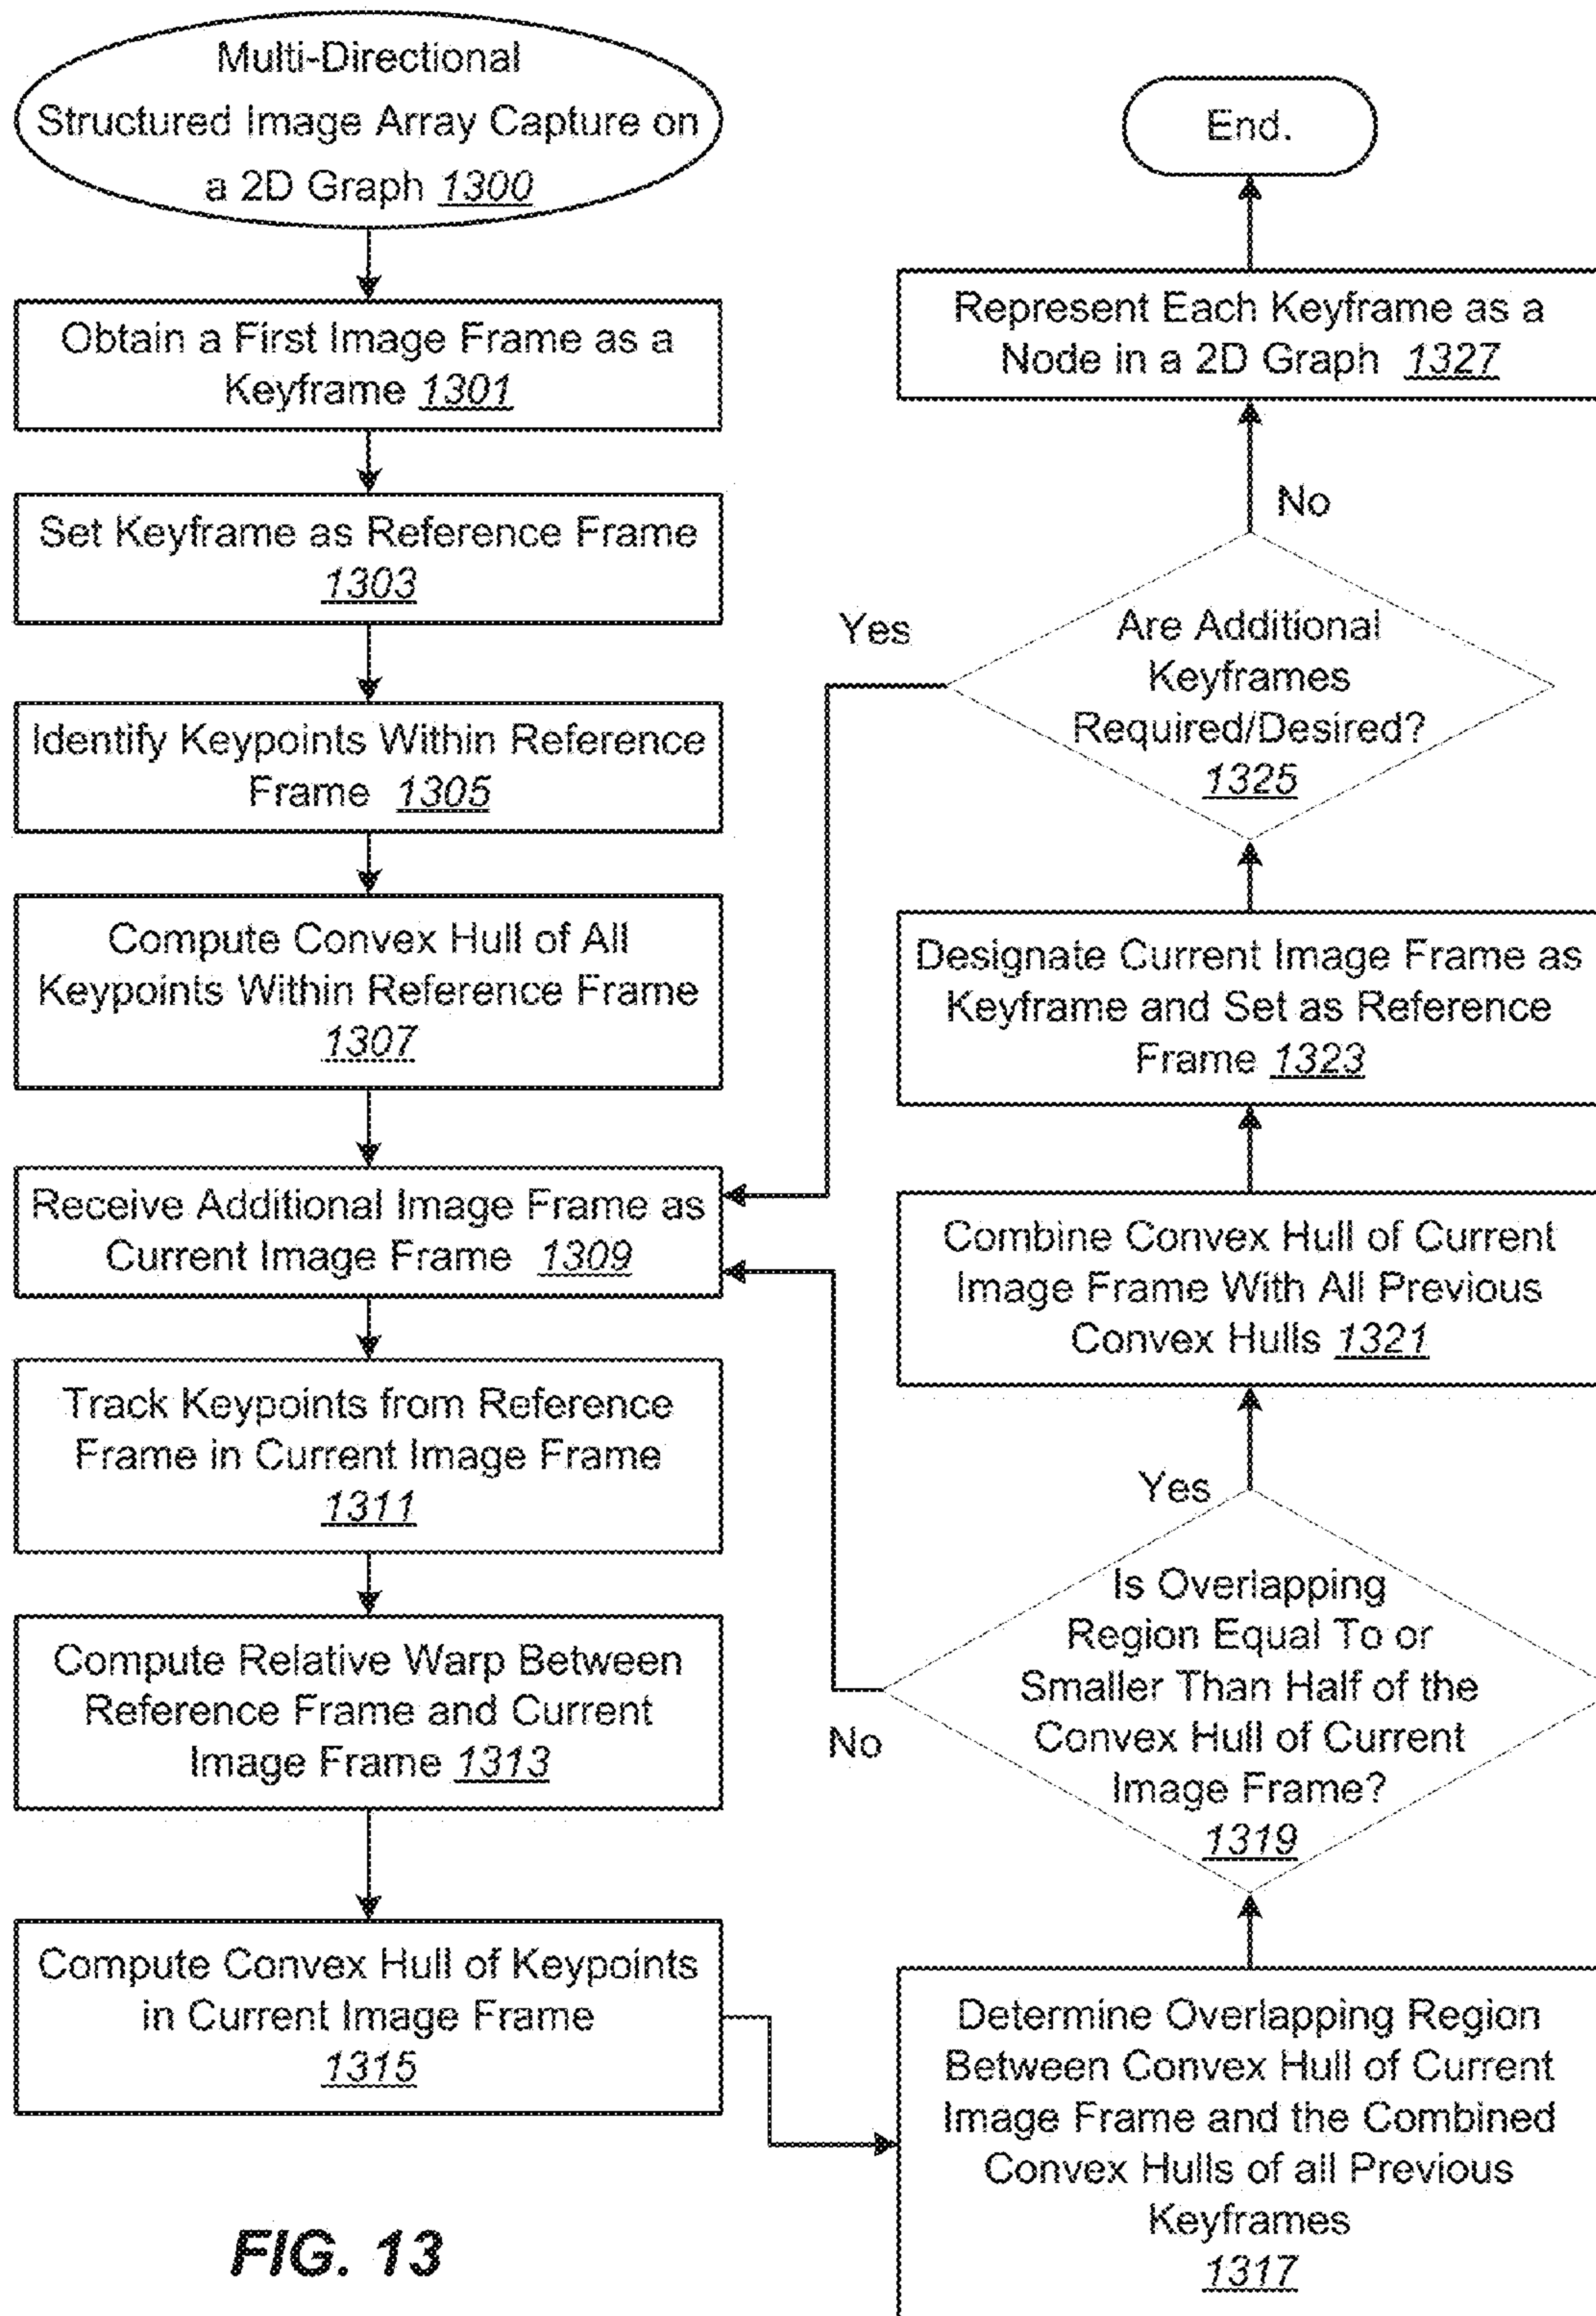 Multi-Directional
Structured Image Array Capture on
a 2D Graph 1300
Obtain a First Image Frame as a
Keyframe 1301
Set Keyframe as Reference Frame
1303
Identify Keypoints Within Reference
Frame 1305
Compute Convex Hull of All
Keypoints Within Reference Frame
1307
Receive Additional Image Frame as
Current Image Frame 1309
Track Keypoints from Reference
Frame in Current Image Frame
1311
Compute Relative Warp Between
Reference Frame and Current
Image Frame 1313
Compute Convex Hull of Keypoints
in Current Image Frame
1315
Determine Overlapping Region
Between Convex Hull of Current
Image Frame and the Combined
Convex Hulls of all Previous
Keyframes
1317
Is Overlapping
Region Equal To or
Smaller Than Half of the
Convex Hull of Current
Image Frame?
1319
No
Yes
Combine Convex Hull of Current
Image Frame With All Previous
Convex Hulls 1321
Designate Current Image Frame as
Keyframe and Set as Reference
Frame 1323
Are Additional
Keyframes
Required/Desired?
1325
Yes
No
Represent Each Keyframe as a
Node in a 2D Graph 1327
End.
FIG. 13